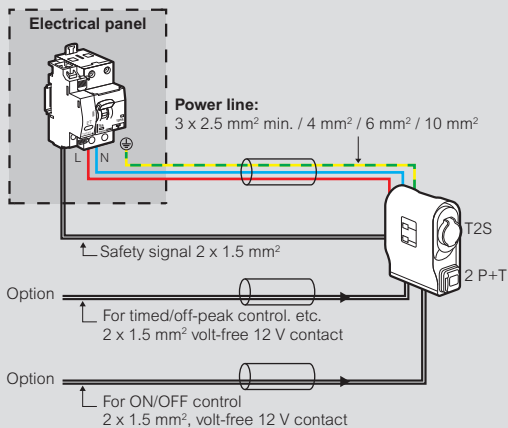 Electrical panel
Power line:
3 x 2.5 mm² min. / 4 mm² / 6 mm² / 10 mm²
L
N
T2S
Safety signal 2 x 1.5 mm²
2 P+T
Option
For timed/off-peak control. etc.
2 x 1.5 mm² volt-free 12 V contact
Option
For ON/OFF control
2 x 1.5 mm², volt-free 12 V contact